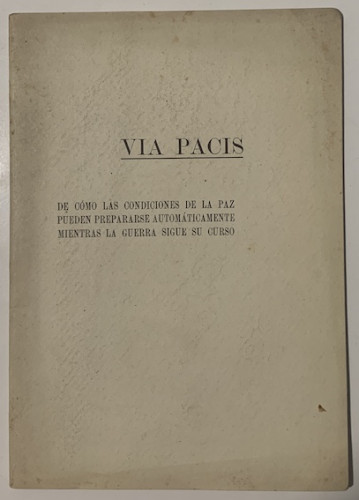 VIA PACIS
DE CÓMO LAS CONDICIONES DE LA PAZ
PUEDEN PREPARARSE AUTOMÁTICAMENTE
MIENTRAS LA GUERRA SIGUE SU CURSO